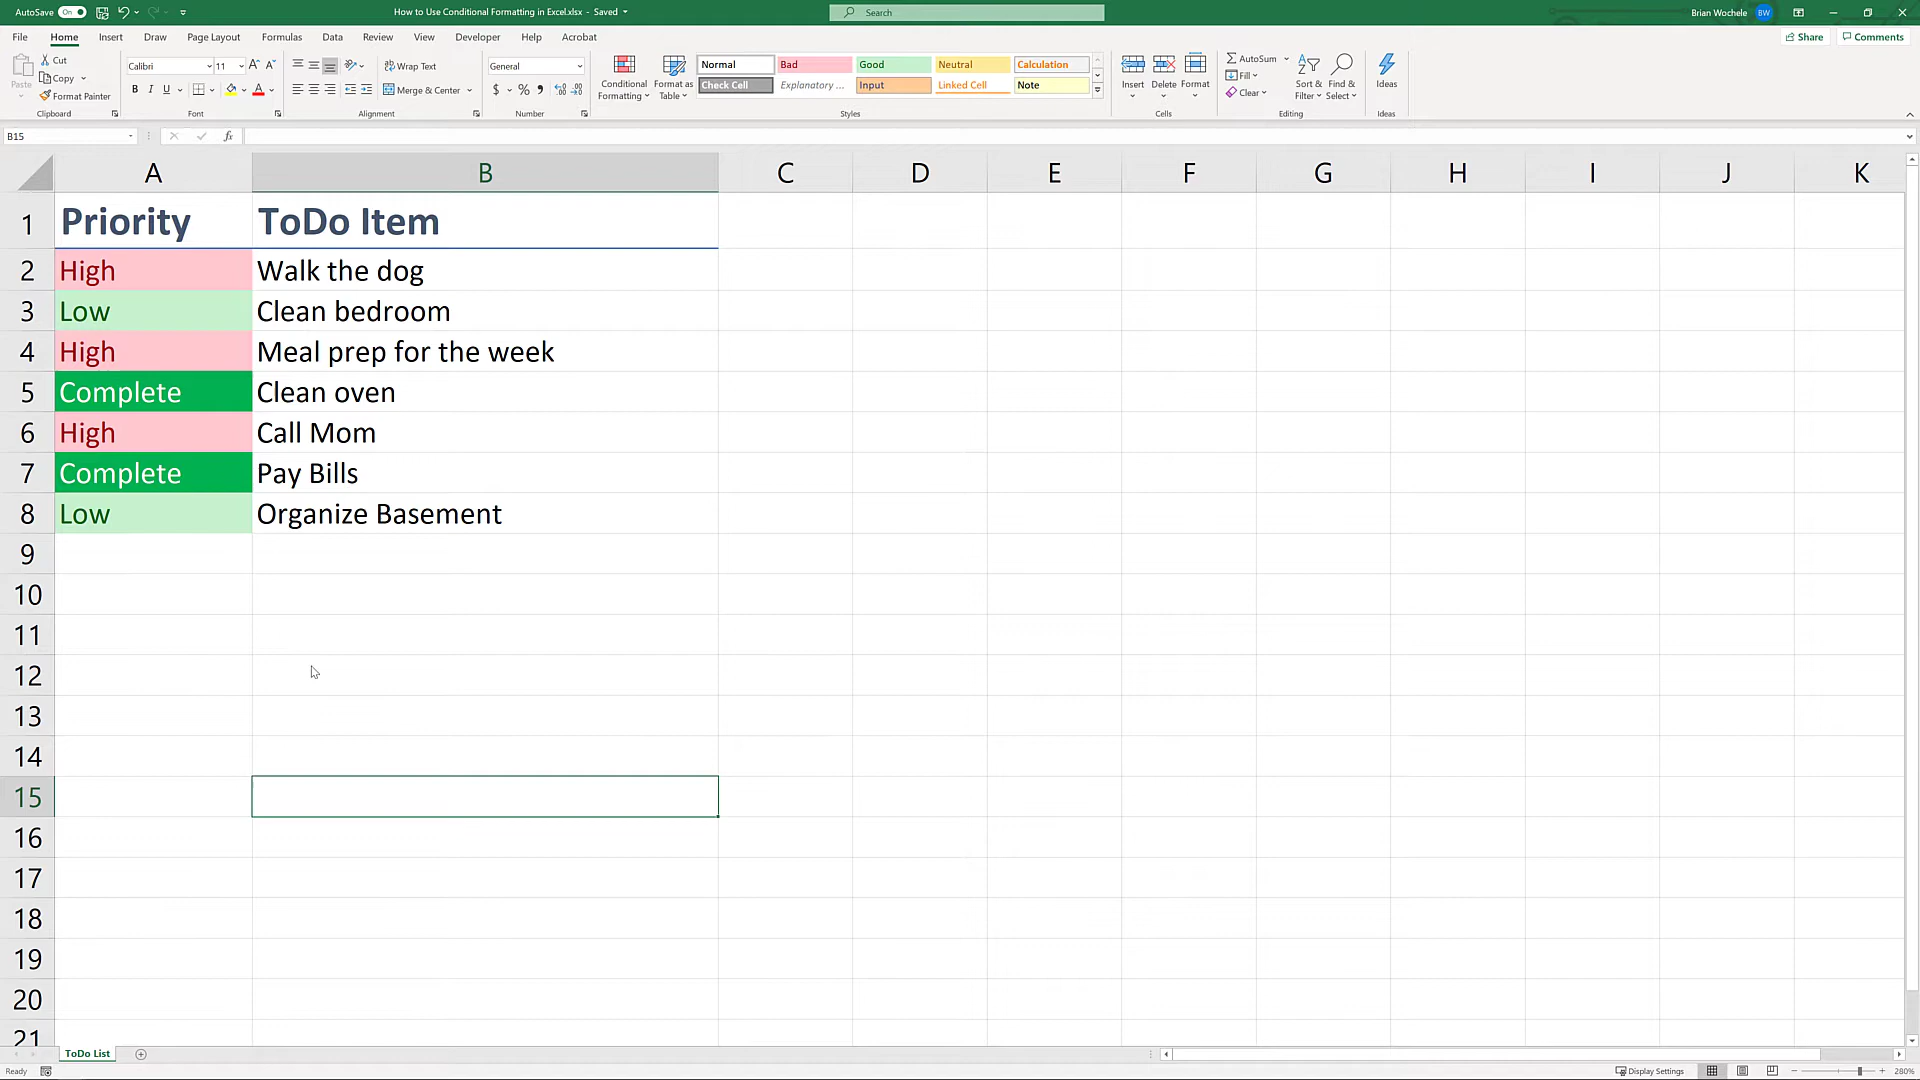 AutoSave On How to Use Conditional Formatting in Excel.xlsx - Saved Search Brian Wochele BW
File Home Insert Draw Page Layout Formulas Data Review View Developer Help Acrobat Share Comments
Paste
Cut
Copy
Format Painter
Clipboard
Calibri 11
B I U
Font
Wrap Text
Merge & Center
Alignment
General
$ % ,
Number
Conditional Formatting
Format as Table
Normal Bad Good Neutral Calculation
Check Cell Explanatory ... Input Linked Cell Note
Styles
Insert Delete Format
Cells
AutoSum
Fill
Clear
Sort & Filter
Find & Select
Editing
Ideas
Ideas
B15 fx
A B C D E F G H I J K
1 Priority ToDo Item
2 High Walk the dog
3 Low Clean bedroom
4 High Meal prep for the week
5 Complete Clean oven
6 High Call Mom
7 Complete Pay Bills
8 Low Organize Basement
9
10
11
12
13
14
15
16
17
18
19
20
21
ToDo List
Ready Display Settings 280%